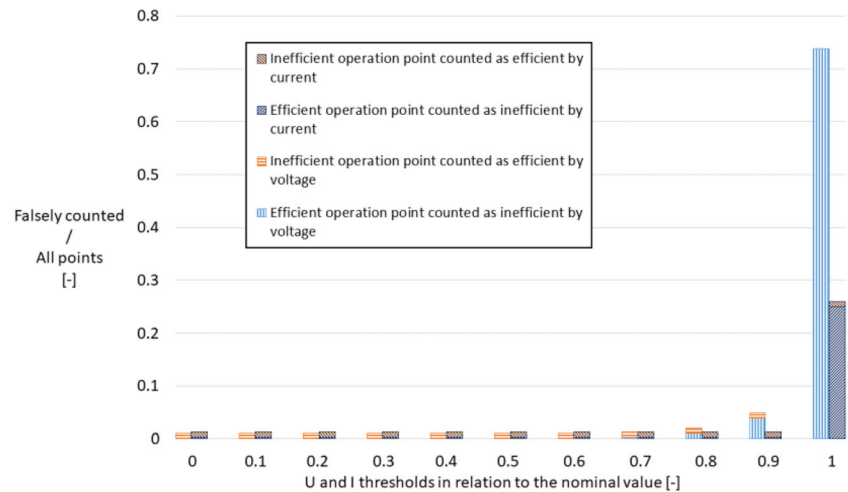 0.8
0.7
0.6
0.5
0.4
0.3
0.2
0.1
0
Falsely counted
/
All points
[-]
Inefficient operation point counted as efficient by
current
Efficient operation point counted as inefficient by
current
Inefficient operation point counted as efficient by
voltage
Efficient operation point counted as inefficient by
voltage
0 0.1 0.2 0.3 0.4 0.5 0.6 0.7 0.8 0.9 1
U and I thresholds in relation to the nominal value [-]